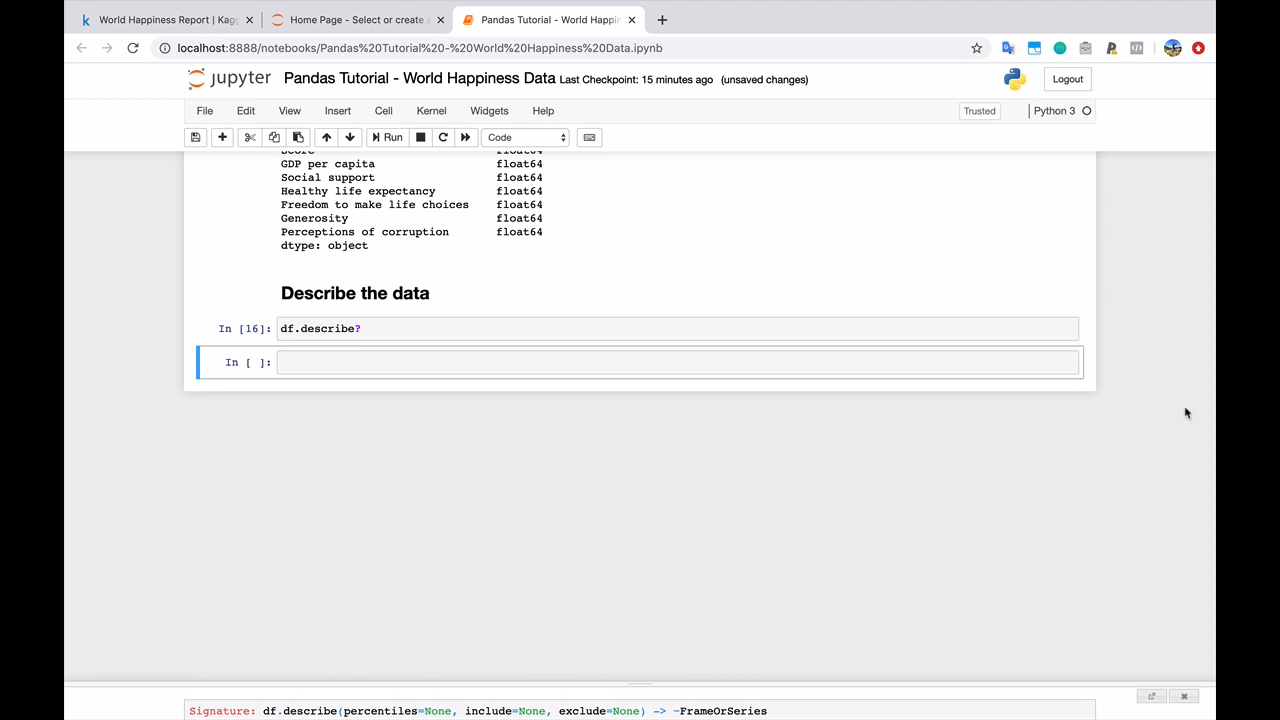 World Happiness Report | Kagg
Home Page - Select or create a
Pandas Tutorial - World Happin
localhost:8888/notebooks/Pandas%20Tutorial%20-%20World%20Happiness%20Data.ipynb
jupyter Pandas Tutorial - World Happiness Data Last Checkpoint: 15 minutes ago (unsaved changes)
Logout
File Edit View Insert Cell Kernel Widgets Help
Trusted
Python 3
Run
Code
Score float64
GDP per capita float64
Social support float64
Healthy life expectancy float64
Freedom to make life choices float64
Generosity float64
Perceptions of corruption float64
dtype: object
Describe the data
In [16]: df.describe?
In [ ]:
Signature: df.describe(percentiles=None, include=None, exclude=None) -> ~FrameOrSeries